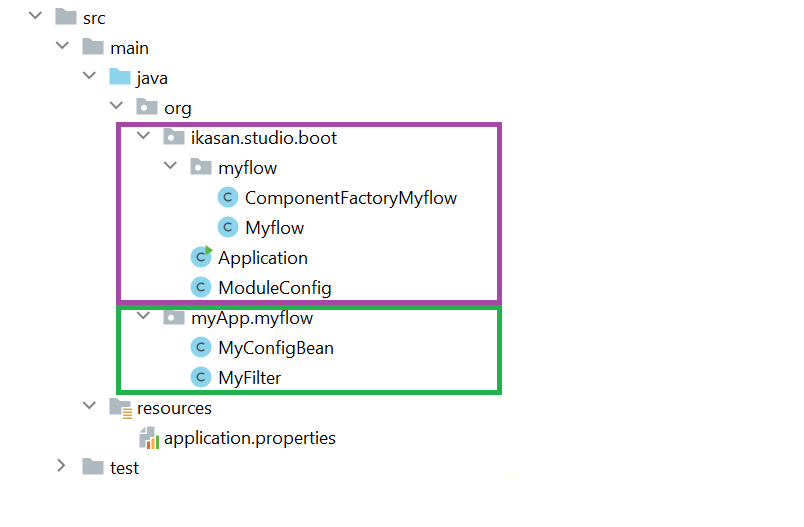 src
main
java
org
ikasan.studio.boot
myflow
C ComponentFactoryMyflow
C Myflow
C Application
C ModuleConfig
myApp.myflow
C MyConfigBean
C MyFilter
resources
application.properties
test